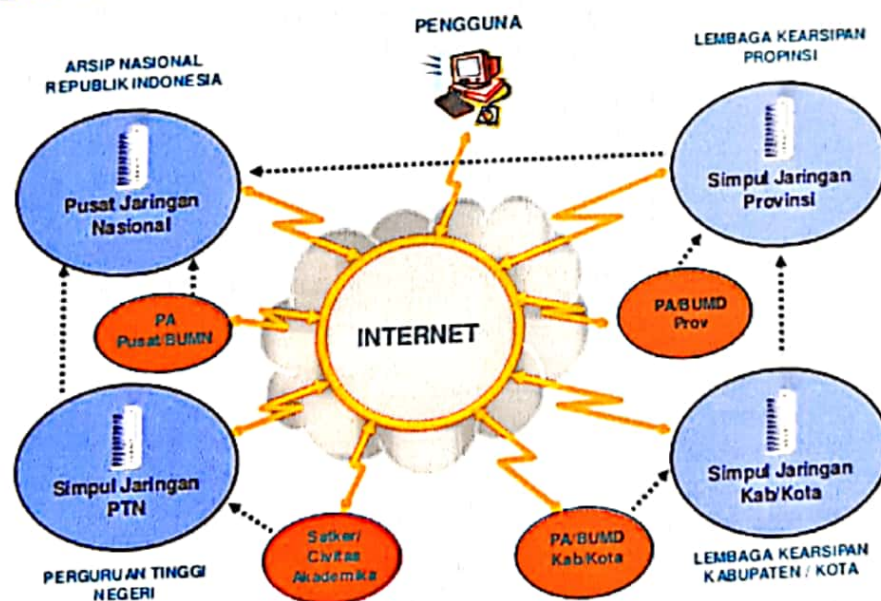 PENGGUNA
ARSIP NASIONAL
REPUBLIK INDONESIA
LEMBAGA KEARSIPAN
PROPINSI
Pusat Jaringan
Nasional
Simpul Jaringan
Provinsi
PA
Pusat/BUMN
INTERNET
PA/BUMD
Prov
Simpul Jaringan
PTN
Simpul Jaringan
Kab/Kota
Satker/
Civitas
Akademika
PA/BUMD
Kab/Kota
PERGURUAN TINGGI
NEGERI
LEMBAGA KEARSIPAN
KABUPATEN / KOTA